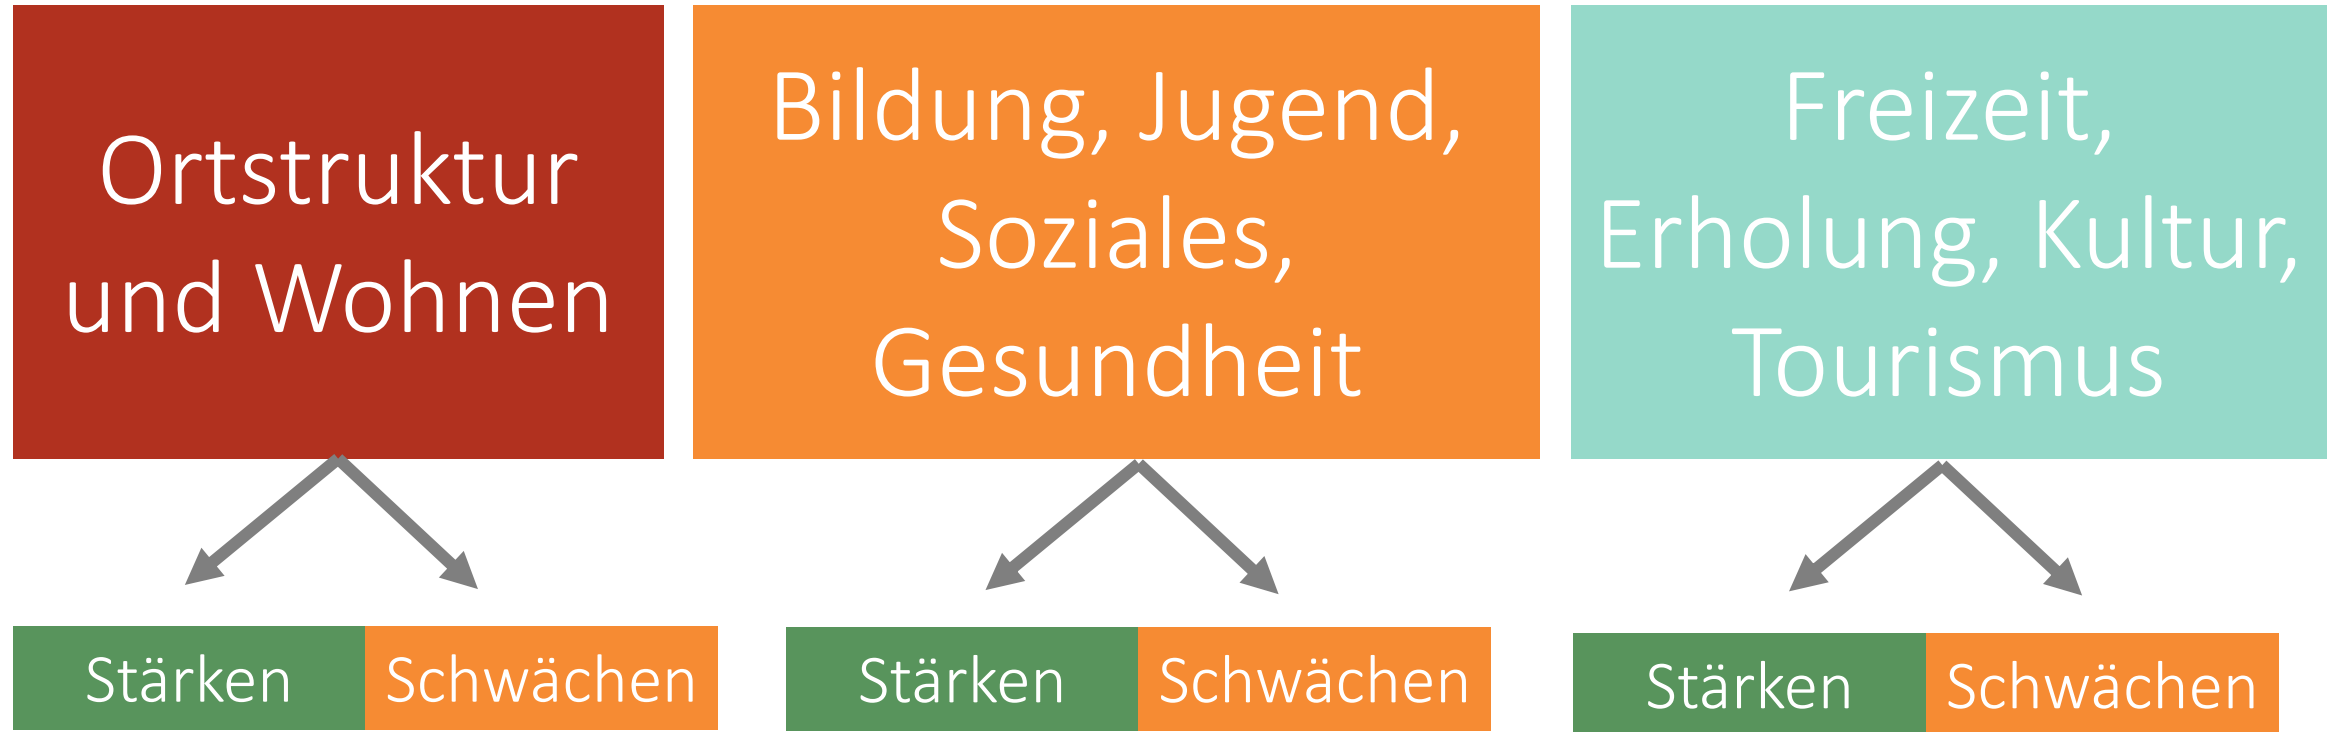 Ortstruktur
und Wohnen
Bildung, Jugend,
Soziales,
Gesundheit
Freizeit,
Erholung, Kultur,
Tourismus
Stärken
Schwächen
Stärken
Schwächen
Stärken
Schwächen